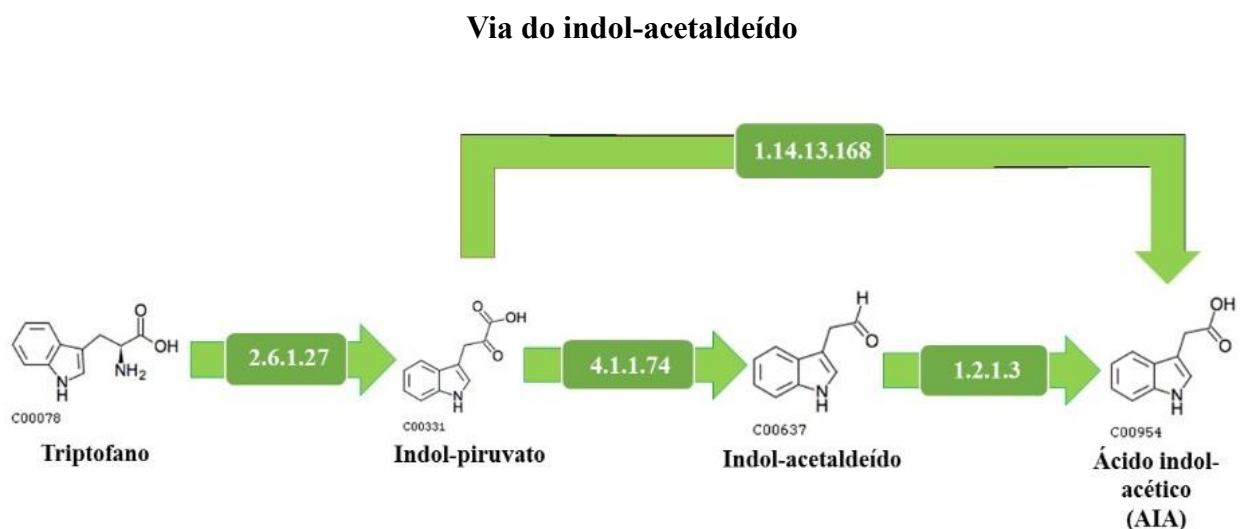 Via do indol-acetaldeído
1.14.13.168
H
O
OH
NH₂
N
H
C00078
Triptofano
2.6.1.27
O
OH
O
N
H
C00331
Indol-piruvato
4.1.1.74
H
O
N
H
C00637
Indol-acetaldeído
1.2.1.3
OH
O
N
H
C00954
Ácido indol-
acético
(AIA)